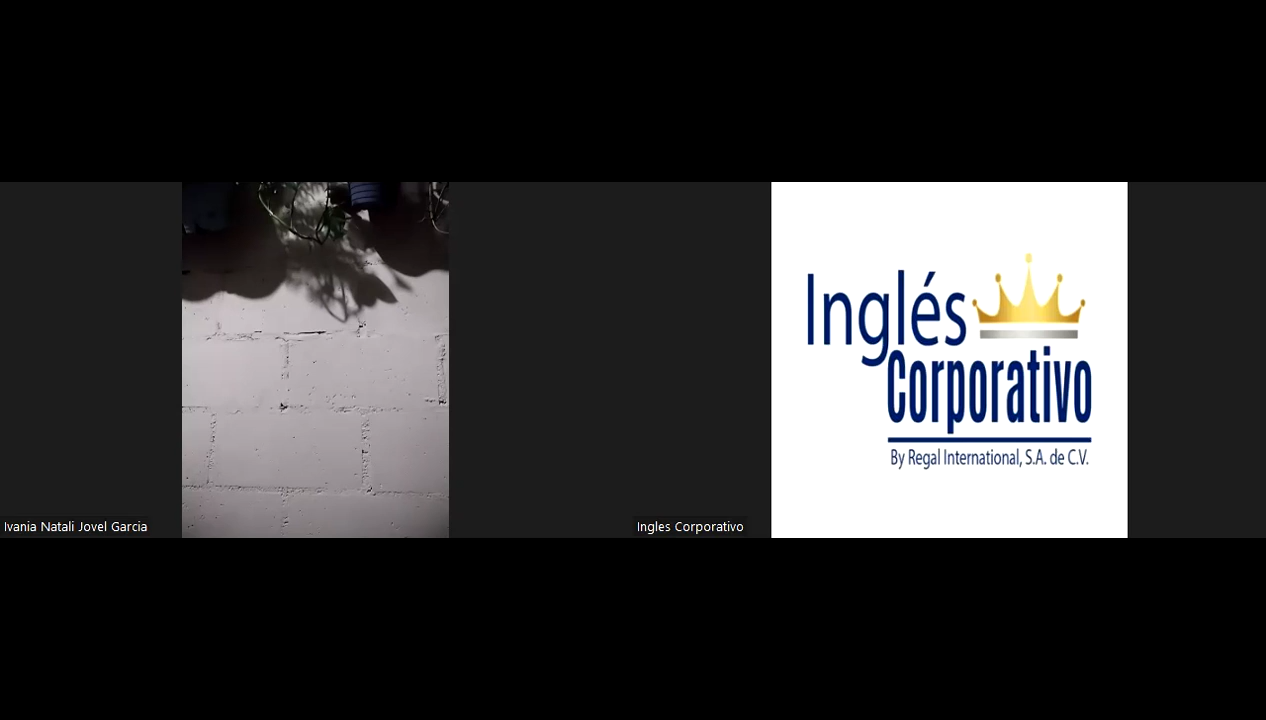 Inglés
Corporativo
By Regal International, S.A. de C.V.
Ivania Natali Jovel Garcia
Ingles Corporativo